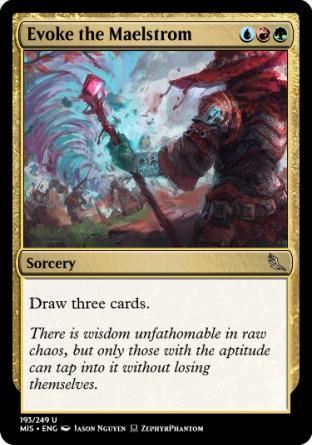 Evoke the Maelstrom
Sorcery
Draw three cards.
There is wisdom unfathomable in raw
chaos, but only those with the aptitude
can tap into it without losing
themselves.
193/249 U
MIS • ENG Jason Nguyen ZephyrPhantom